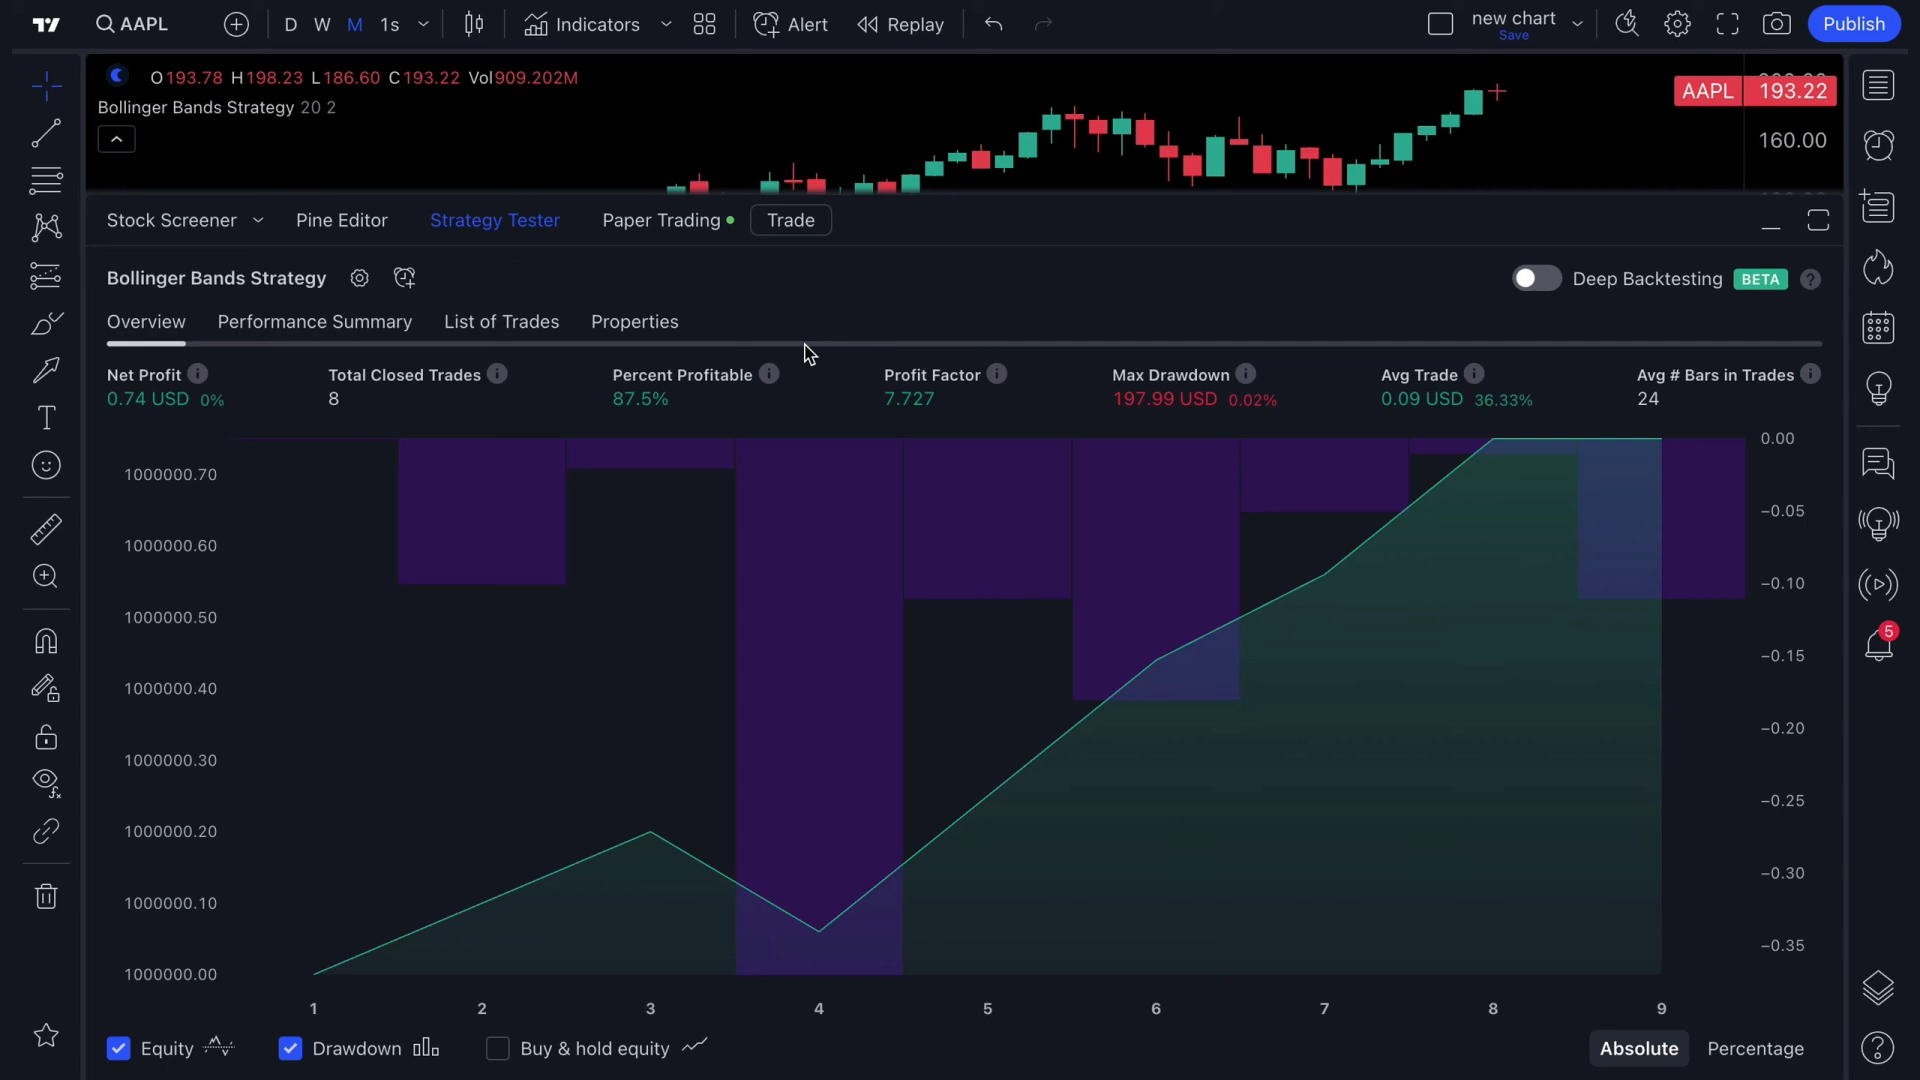 AAPL D W M 1s Indicators Alert Replay new chart Publish
Save
O193.78 H198.23 L186.60 C193.22 Vol909.202M
AAPL 193.22
Bollinger Bands Strategy 20 2
160.00
Stock Screener Pine Editor Strategy Tester Paper Trading Trade
Bollinger Bands Strategy Deep Backtesting BETA ?
Overview Performance Summary List of Trades Properties
Net Profit Total Closed Trades Percent Profitable Profit Factor Max Drawdown Avg Trade Avg # Bars in Trades
0.74 USD 0% 8 87.5% 7.727 197.99 USD 0.02% 0.09 USD 36.33% 24
0.00
1000000.70
−0.05
1000000.60
−0.10
1000000.50
5
−0.15
1000000.40
−0.20
1000000.30
−0.25
1000000.20
−0.30
1000000.10
−0.35
1000000.00
1 2 3 4 5 6 7 8 9
Equity Drawdown Buy & hold equity Absolute Percentage